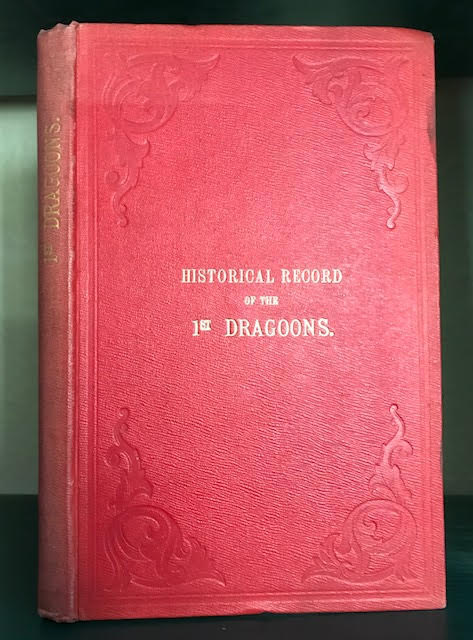 1ST DRAGOONS.
HISTORICAL RECORD
OF THE
1ST DRAGOONS.